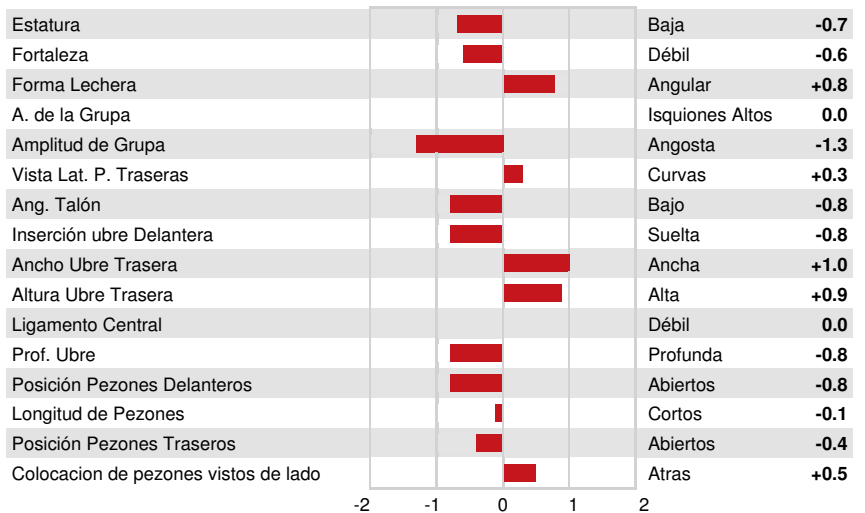 Estatura Baja -0.7
Fortaleza Débil -0.6
Forma Lechera Angular +0.8
A. de la Grupa Isquiones Altos 0.0
Amplitud de Grupa Angosta -1.3
Vista Lat. P. Traseras Curvas +0.3
Ang. Talón Bajo -0.8
Inserción ubre Delantera Suelta -0.8
Ancho Ubre Trasera Ancha +1.0
Altura Ubre Trasera Alta +0.9
Ligamento Central Débil 0.0
Prof. Ubre Profunda -0.8
Posición Pezones Delanteros Abiertos -0.8
Longitud de Pezones Cortos -0.1
Posición Pezones Traseros Abiertos -0.4
Colocacion de pezones vistos de lado Atras +0.5
-2 -1 0 1 2